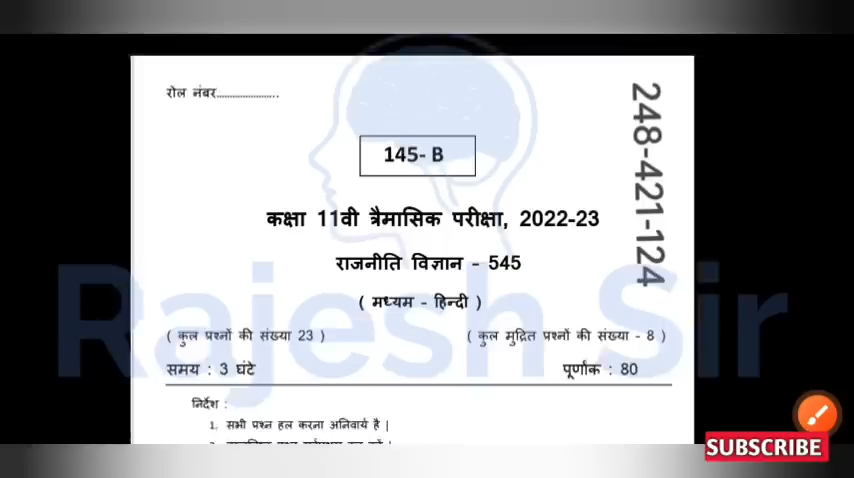 रोल नंबर......................
145- B
248-421-124
कक्षा 11वी त्रैमासिक परीक्षा, 2022-23
राजनीति विज्ञान - 545
( मध्यम - हिन्दी )
( कुल प्रश्नों की संख्या 23 ) ( कुल मुद्रित प्रश्नों की संख्या - 8 )
समय : 3 घंटे पूर्णांक : 80
निर्देश :
1. सभी प्रश्न हल करना अनिवार्य है |
Rajesh Sir
SUBSCRIBE